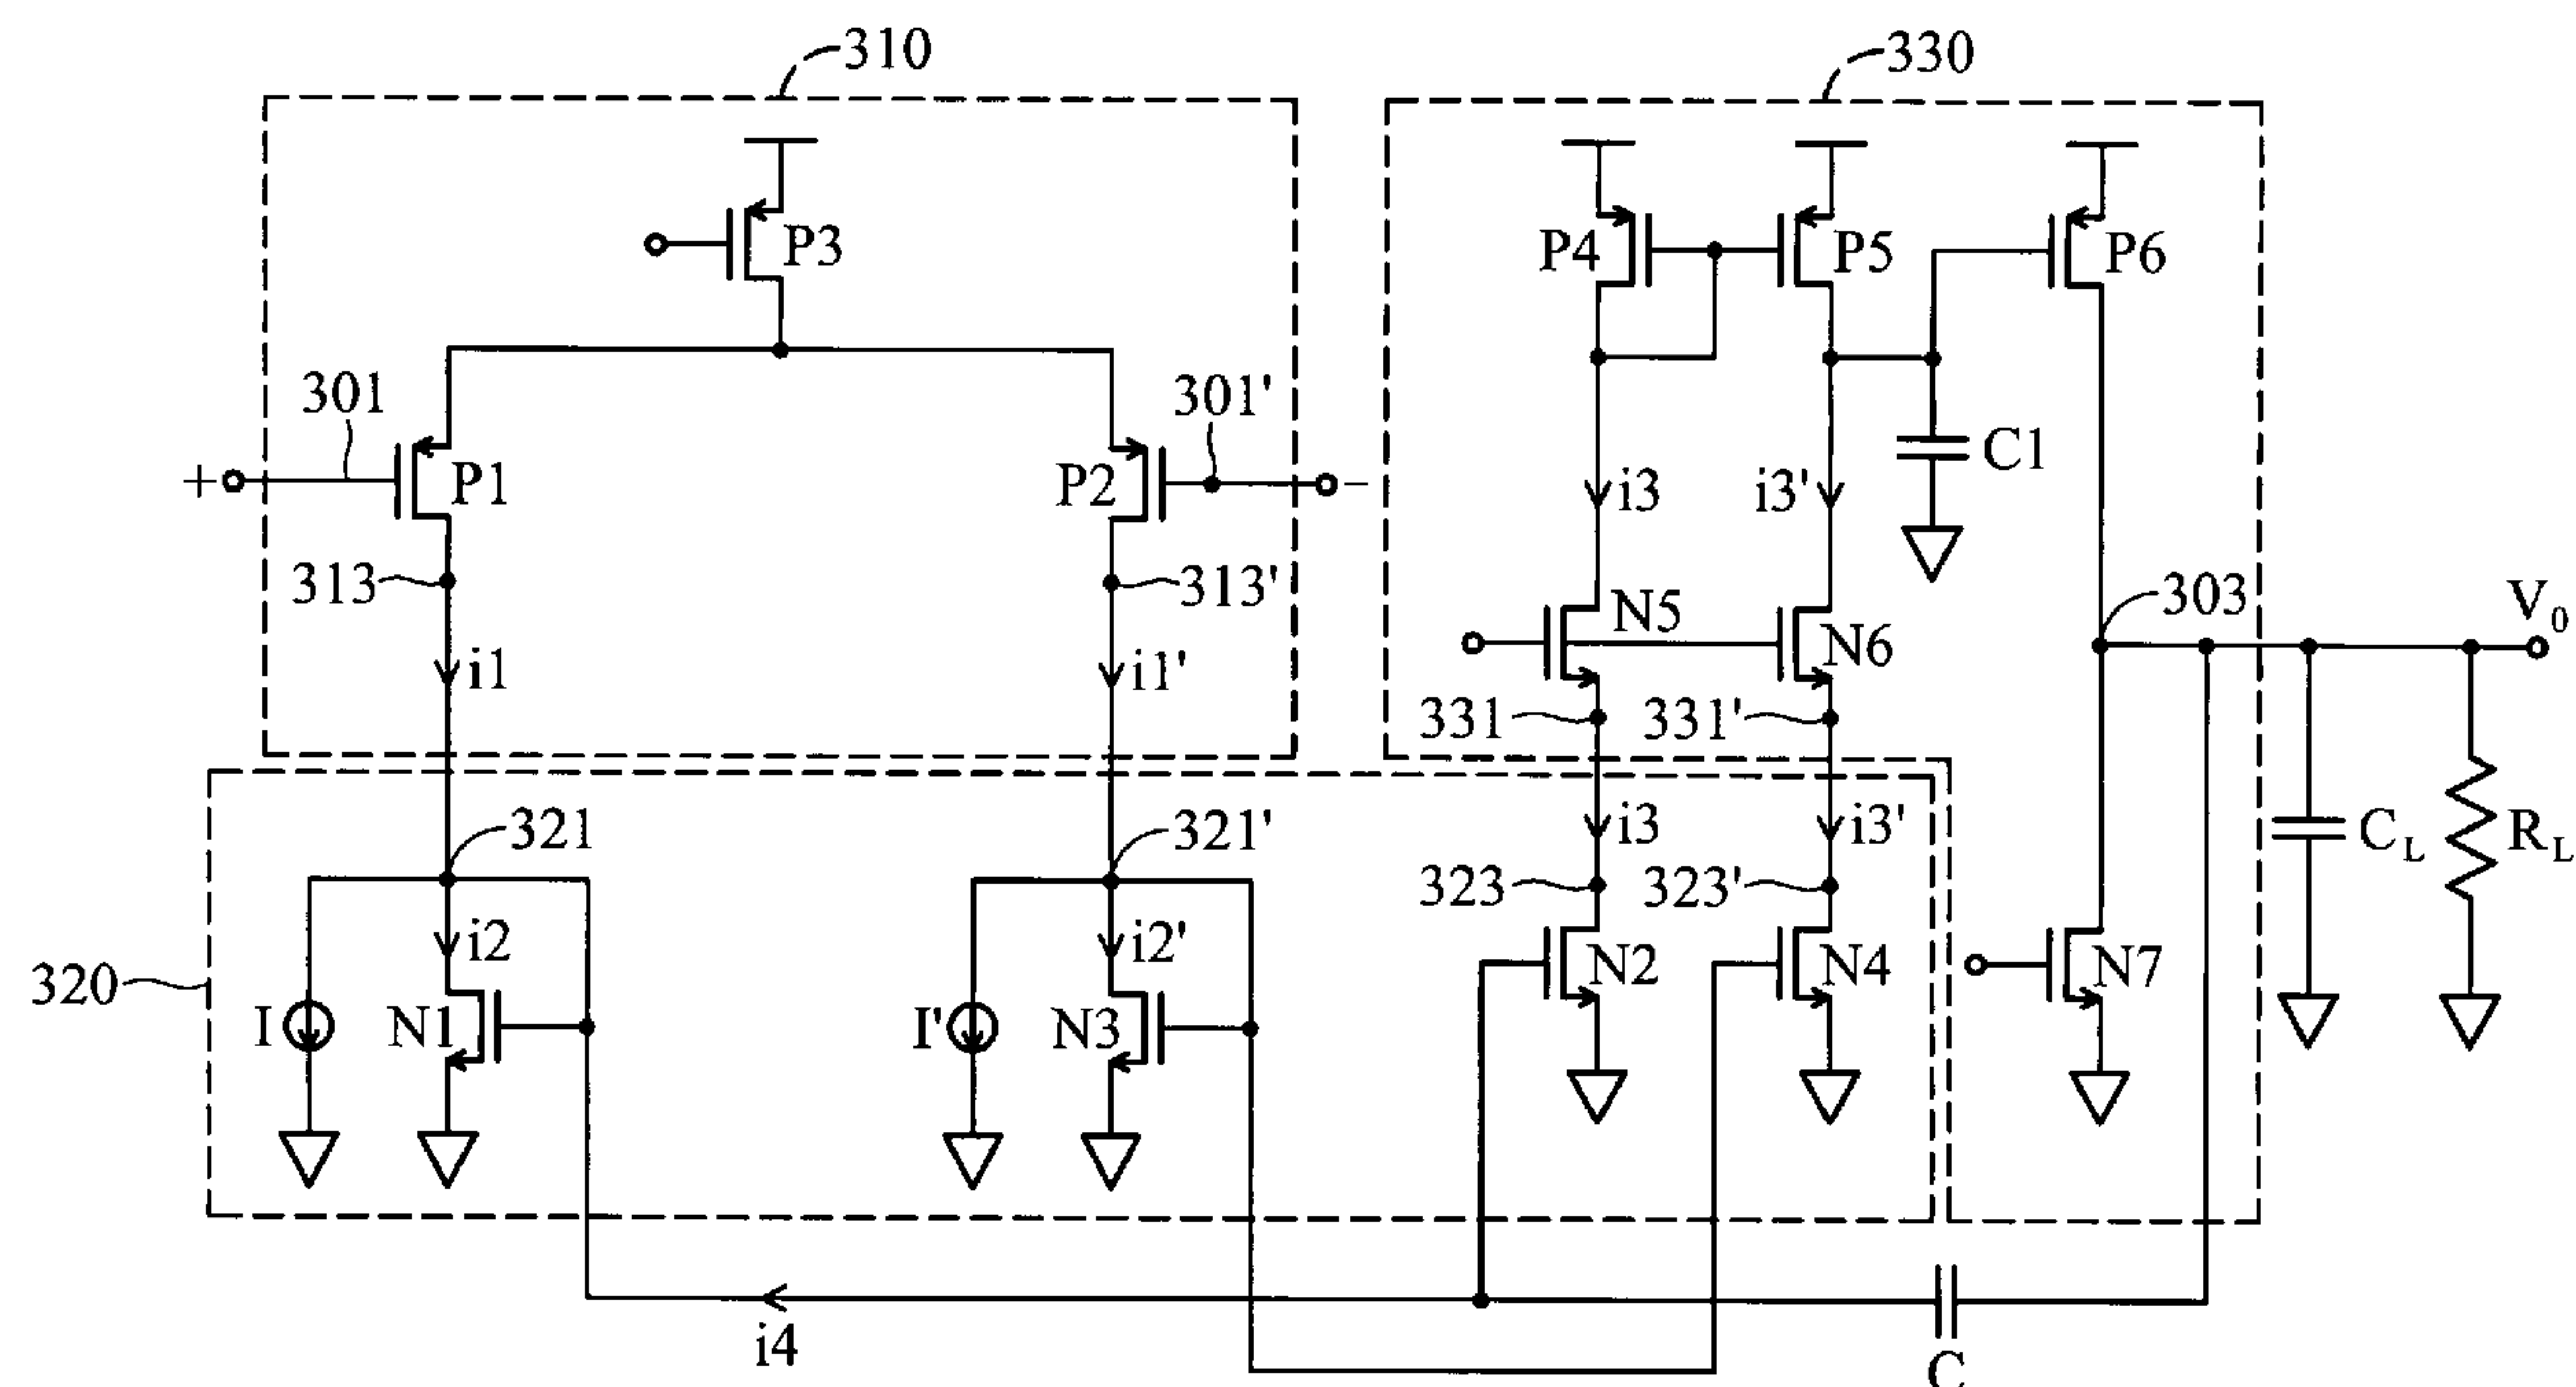 310
330
P3
P4
P5
P6
301
301'
+
P1
P2
−
C1
i3
i3'
313
313'
303
V0
N5
N6
i1
i1'
331
331'
321
321'
i3
i3'
CL
RL
323
323'
i2
i2'
320
N2
N4
N7
I
N1
I'
N3
i4
C